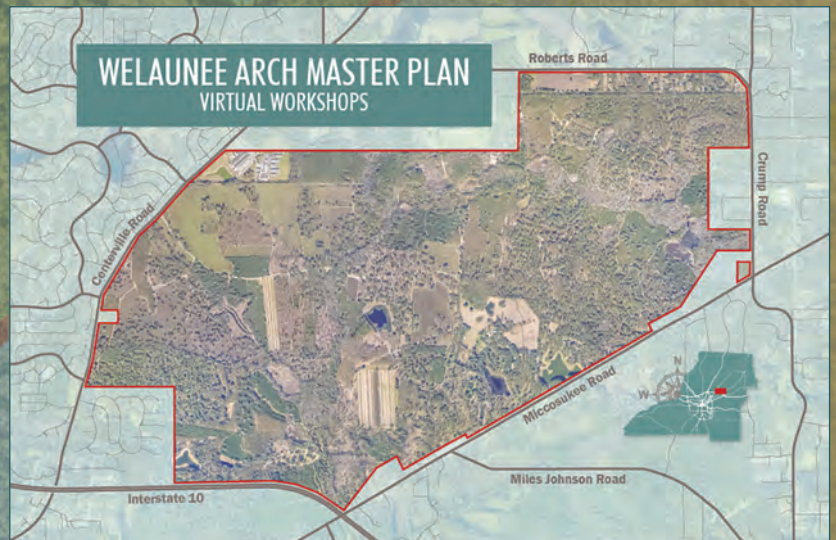 WELAUNEE ARCH MASTER PLAN
VIRTUAL WORKSHOPS
Roberts Road
Crump Road
Centerville Road
N
W
Miccosukee Road
Miles Johnson Road
Interstate 10